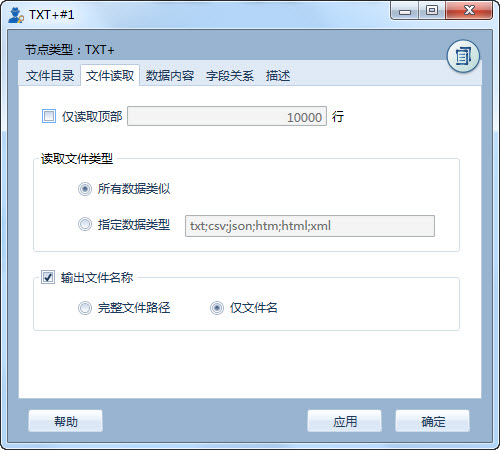 TXT+#1
节点类型：TXT+
文件目录 文件读取 数据内容 字段关系 描述
仅读取顶部 10000 行
读取文件类型
所有数据类似
指定数据类型 txt;csv;json;htm;html;xml
输出文件名称
完整文件路径 仅文件名
帮助 应用 确定